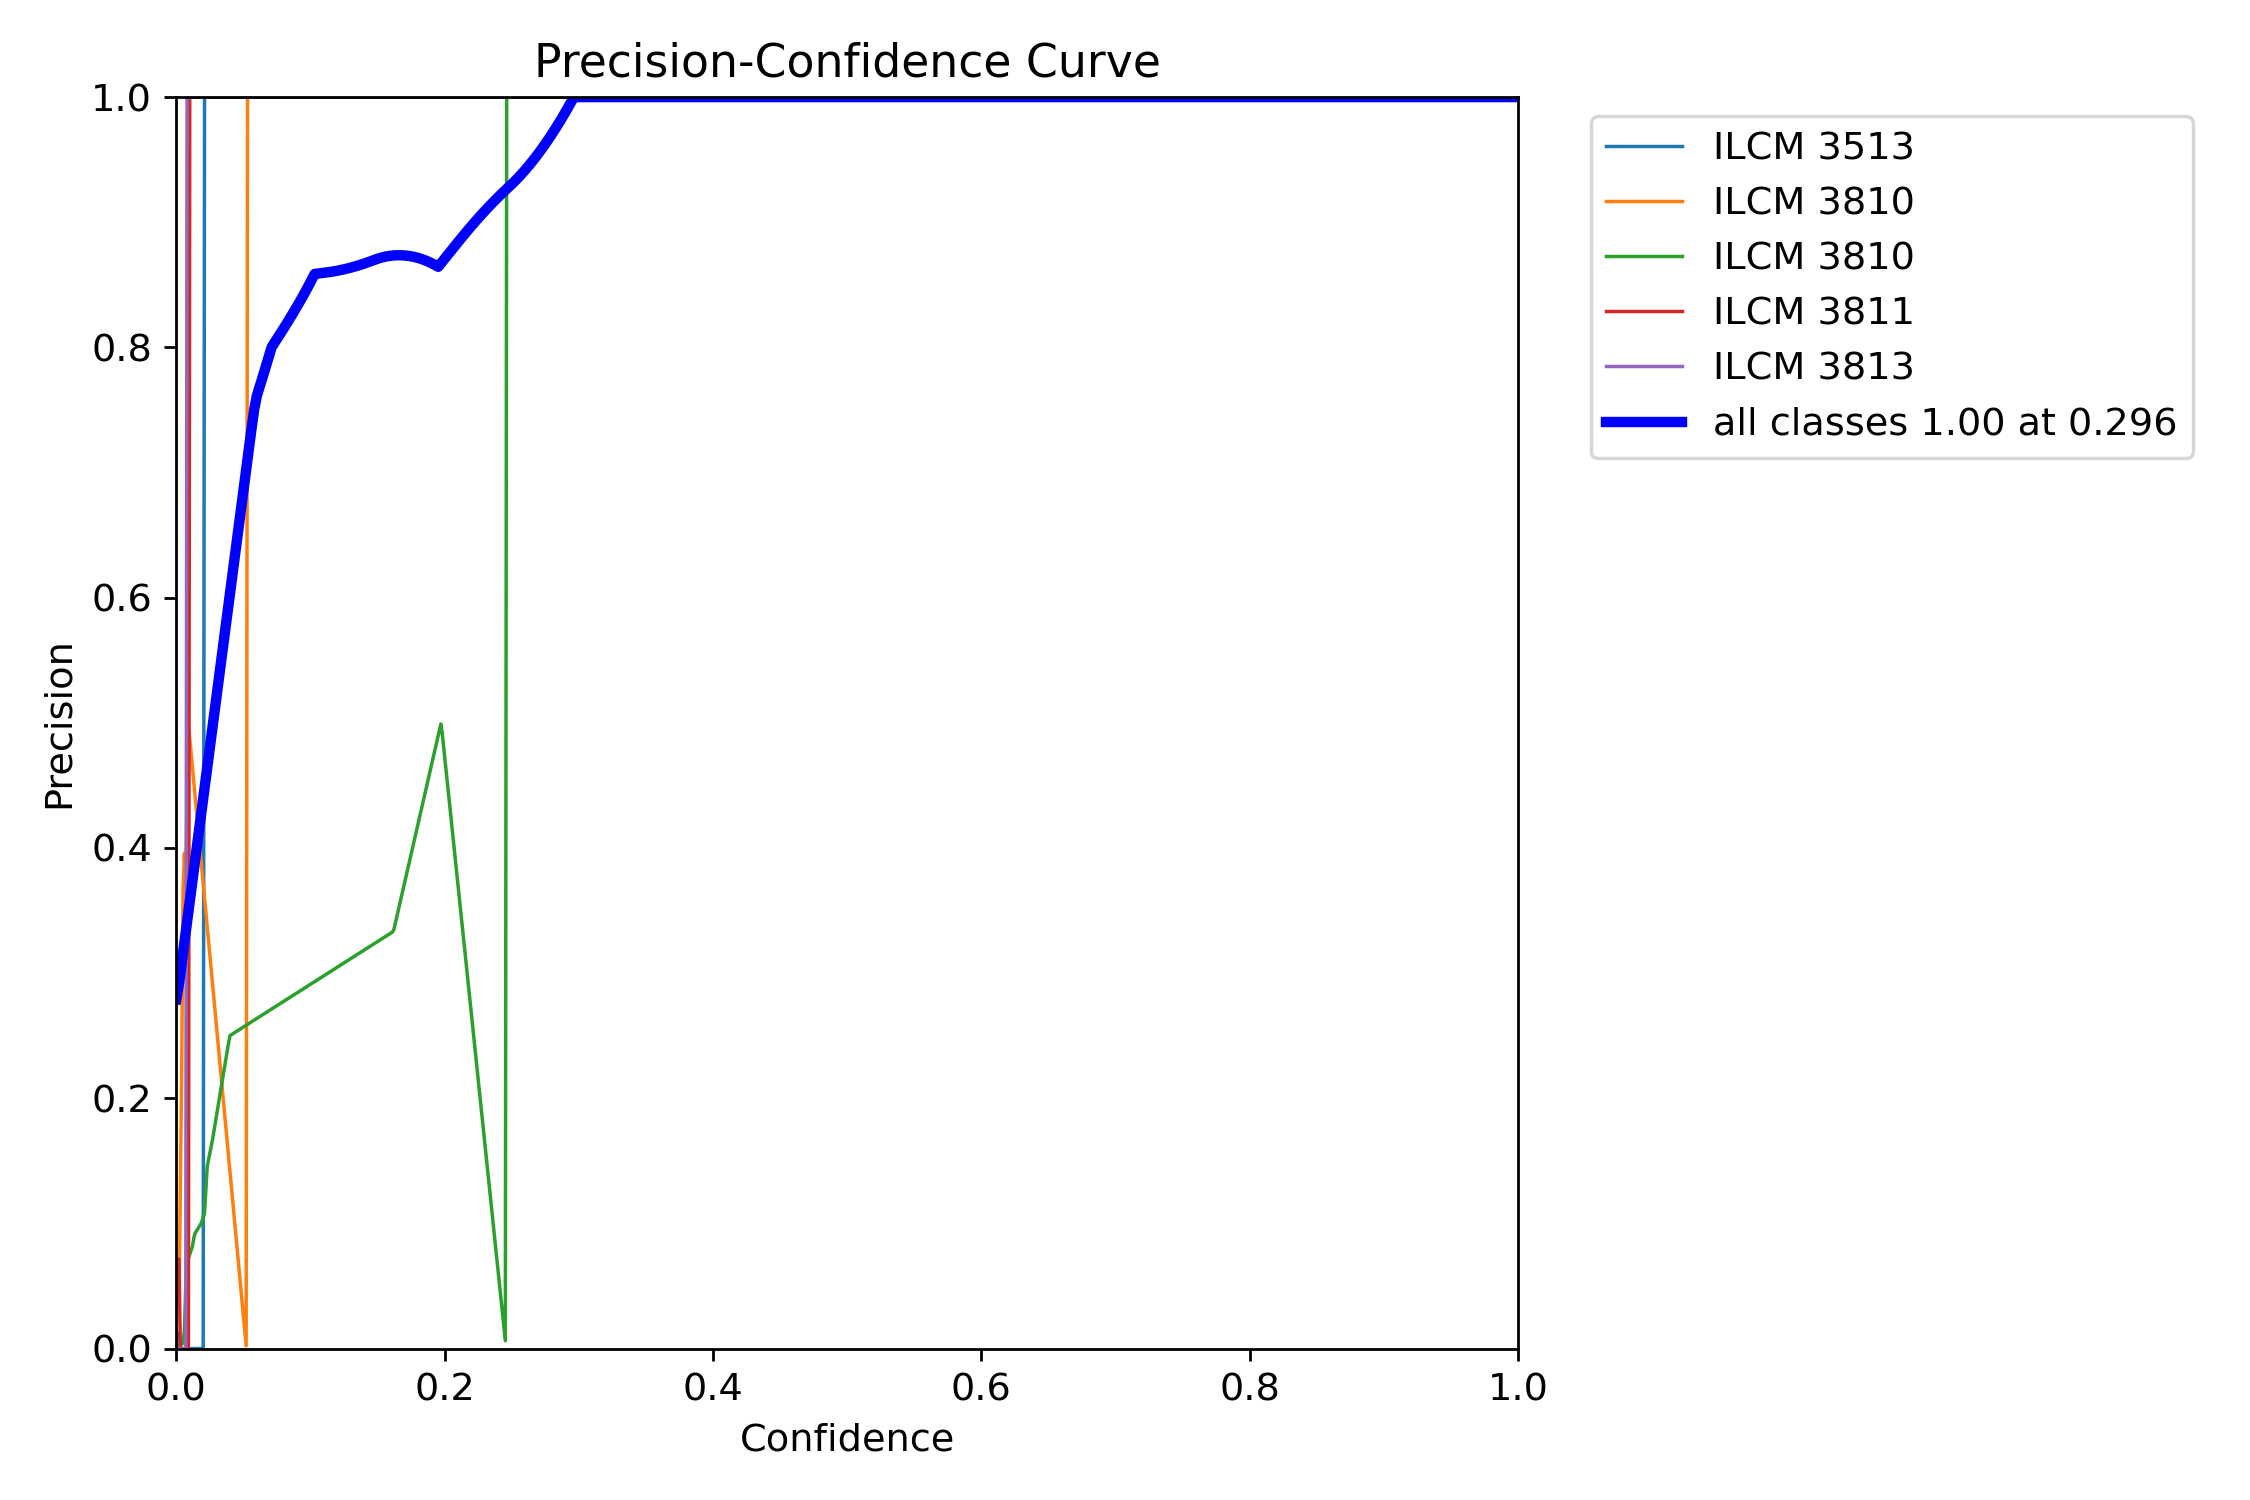 Precision-Confidence Curve
1.0
0.8
0.6
0.4
0.2
0.0
Precision
0.0 0.2 0.4 0.6 0.8 1.0
Confidence
ILCM 3513
ILCM 3810
ILCM 3810
ILCM 3811
ILCM 3813
all classes 1.00 at 0.296